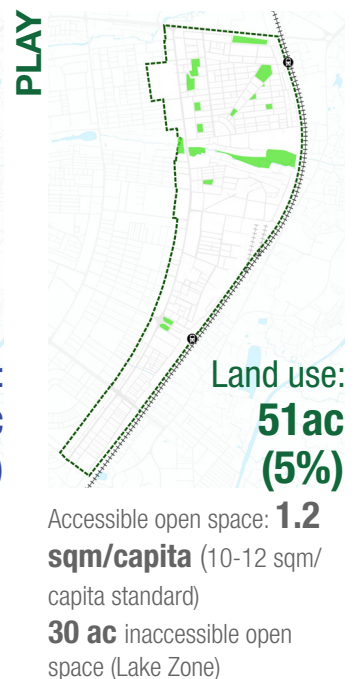 PLAY
Land use:
51ac
(5%)
Accessible open space: 1.2
sqm/capita (10-12 sqm/
capita standard)
30 ac inaccessible open
space (Lake Zone)